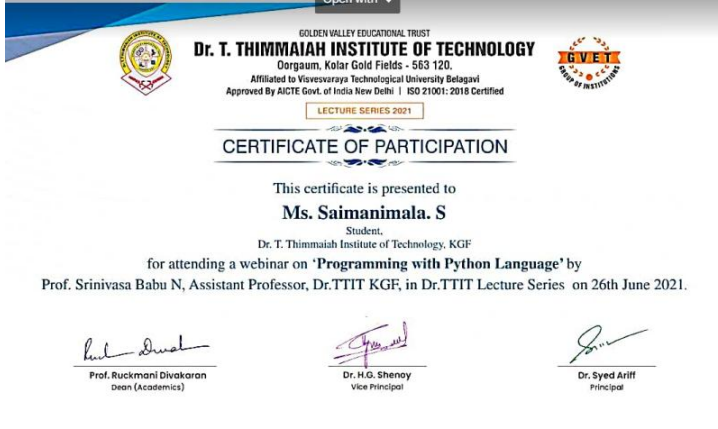 Open with
GOLDEN VALLEY EDUCATIONAL TRUST
Dr. T. THIMMAIAH INSTITUTE OF TECHNOLOGY
Oorgaum, Kolar Gold Fields - 563 120.
Affiliated to Visvesvaraya Technological University Belagavi
Approved By AICTE Govt. of India New Delhi | ISO 21001: 2018 Certified
GVET
GROUP OF INSTITUTIONS
LECTURE SERIES 2021
CERTIFICATE OF PARTICIPATION
This certificate is presented to
Ms. Saimanimala. S
Student,
Dr. T. Thimmaiah Institute of Technology, KGF
for attending a webinar on ‘Programming with Python Language’ by
Prof. Srinivasa Babu N, Assistant Professor, Dr.TTIT KGF, in Dr.TTIT Lecture Series on 26th June 2021.
Prof. Ruckmani Divakaran
Dean (Academics)
Dr. H.G. Shenoy
Vice Principal
Dr. Syed Ariff
Principal